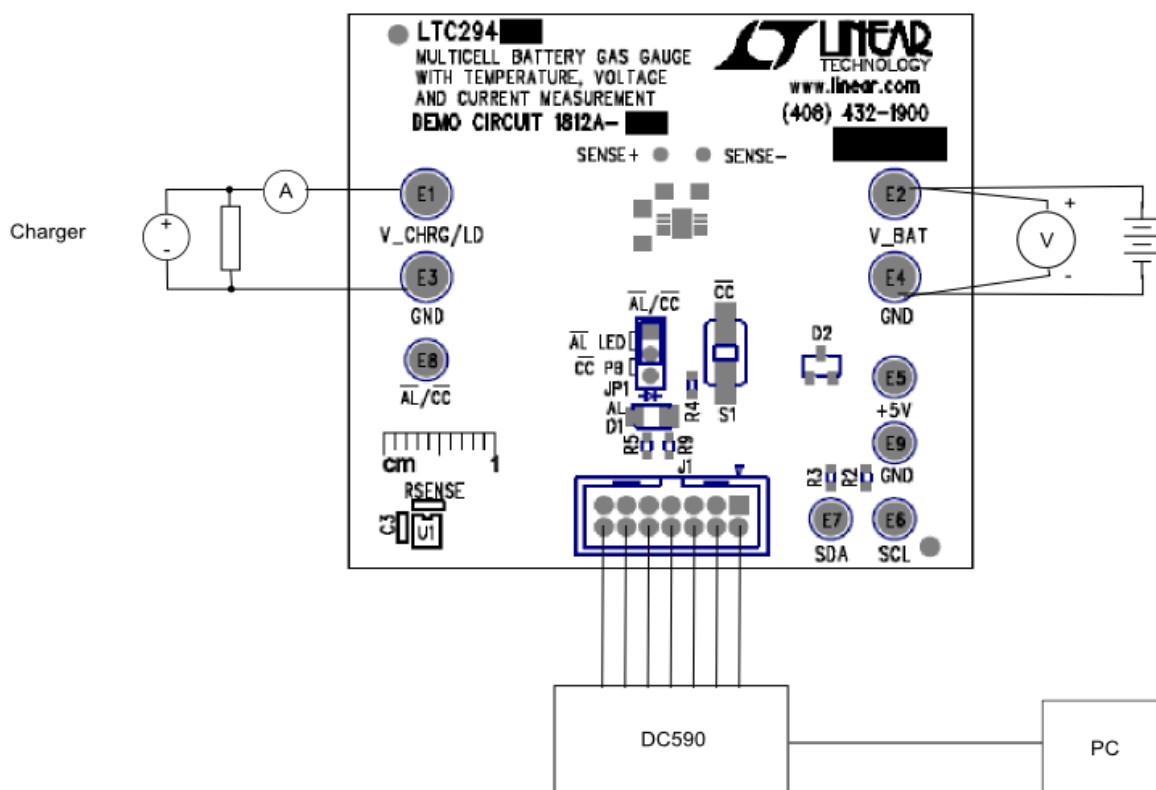 LTC294
MULTICELL BATTERY GAS GAUGE
WITH TEMPERATURE, VOLTAGE
AND CURRENT MEASUREMENT
DEMO CIRCUIT 1812A-
LINEAR
TECHNOLOGY
www.linear.com
(408) 432-1900
SENSE+ SENSE-
Charger
+
-
A
E1
V_CHRG/LD
E3
GND
E8
AL/CC
E2
V_BAT
E4
GND
+
V
-
AL/CC
AL LED
CC PB
JP1
AL
D1
R5
R9
R4
CC
S1
D2
E5
+5V
E9
GND
R3
R2
E7
SDA
E6
SCL
cm 1
RSENSE
C3
U1
J1
DC590
PC